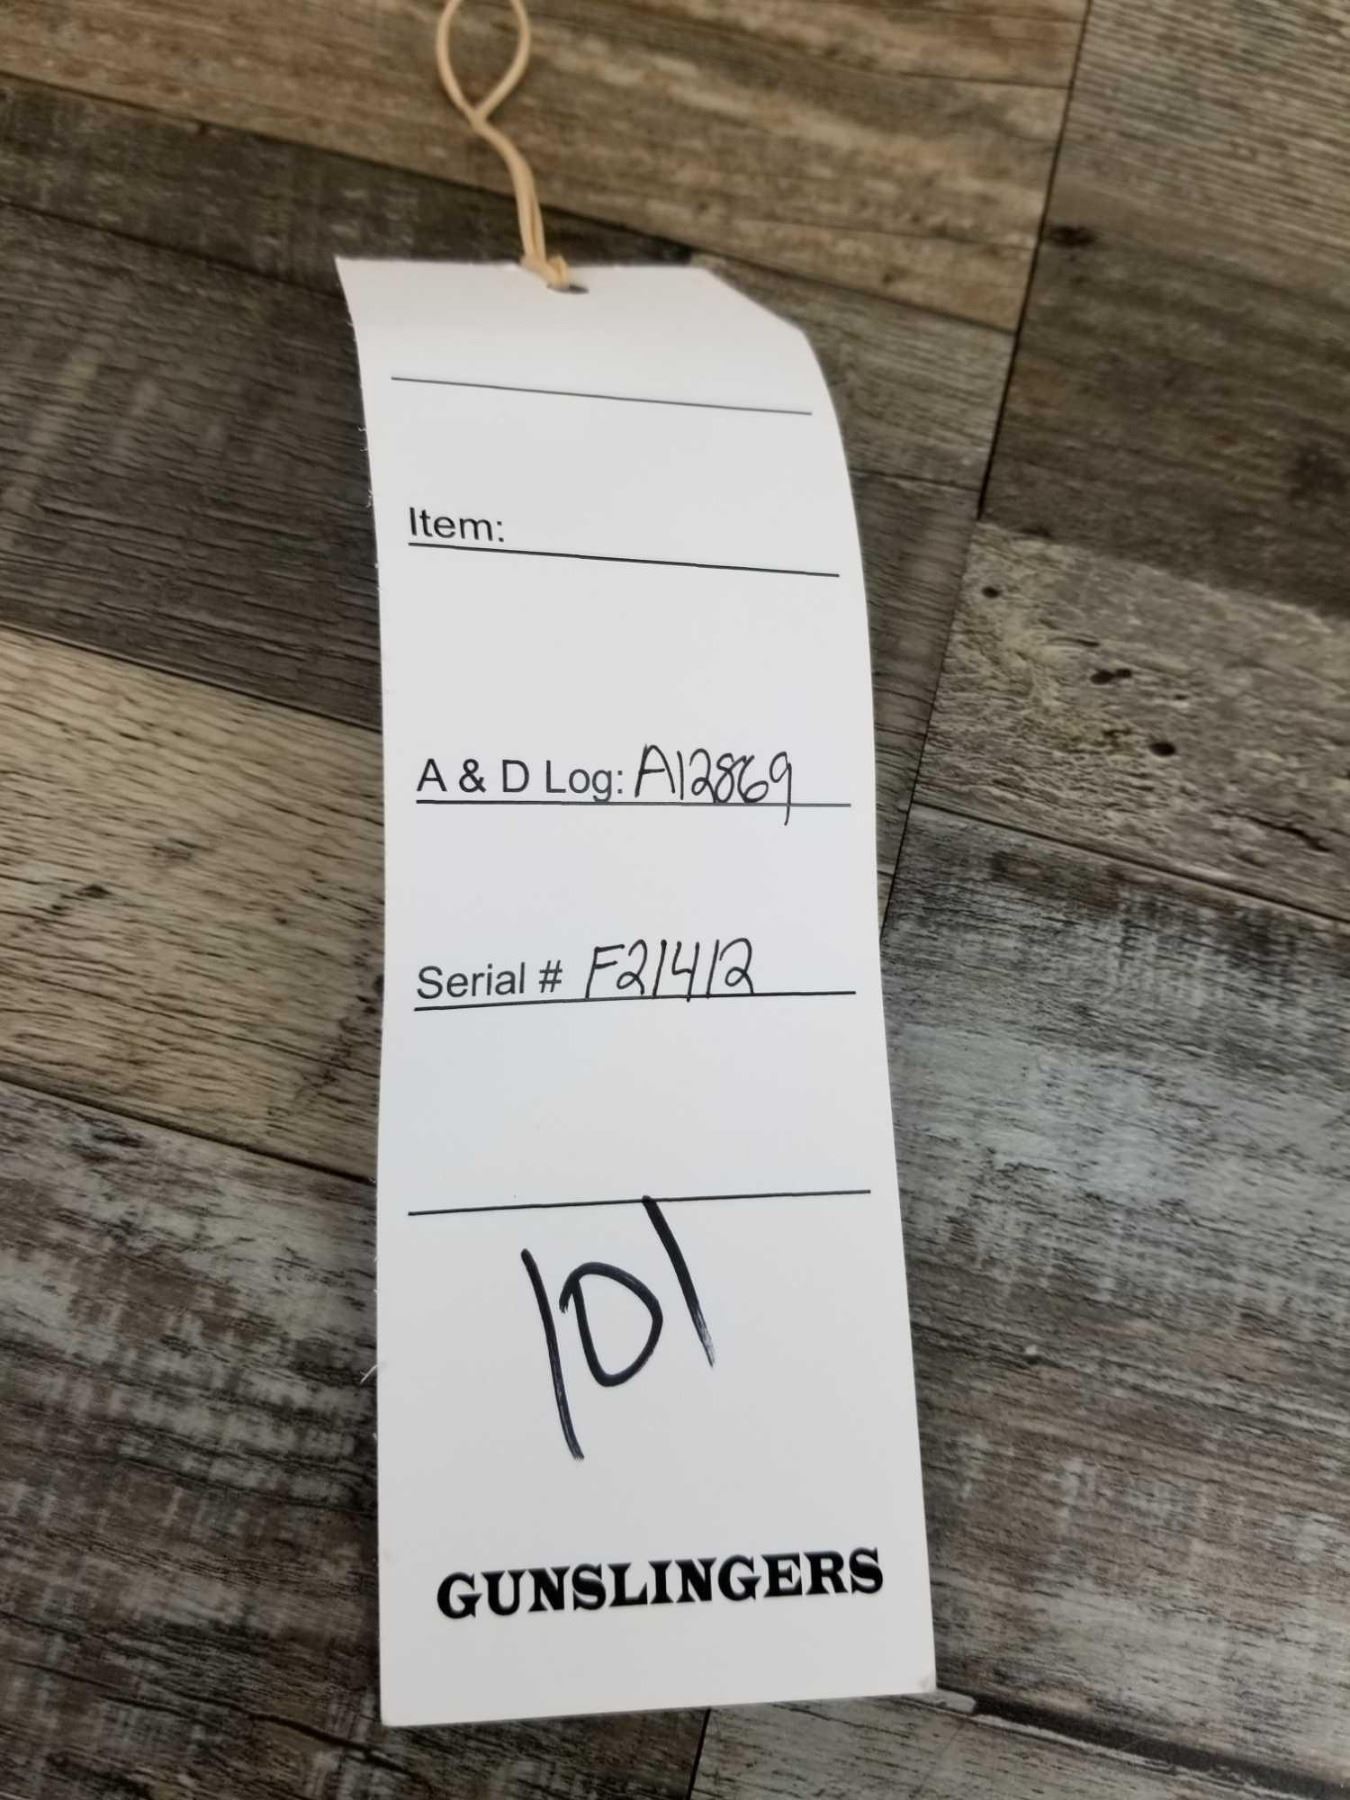 Item:
A & D Log: A12869
Serial # F21412
101
GUNSLINGERS